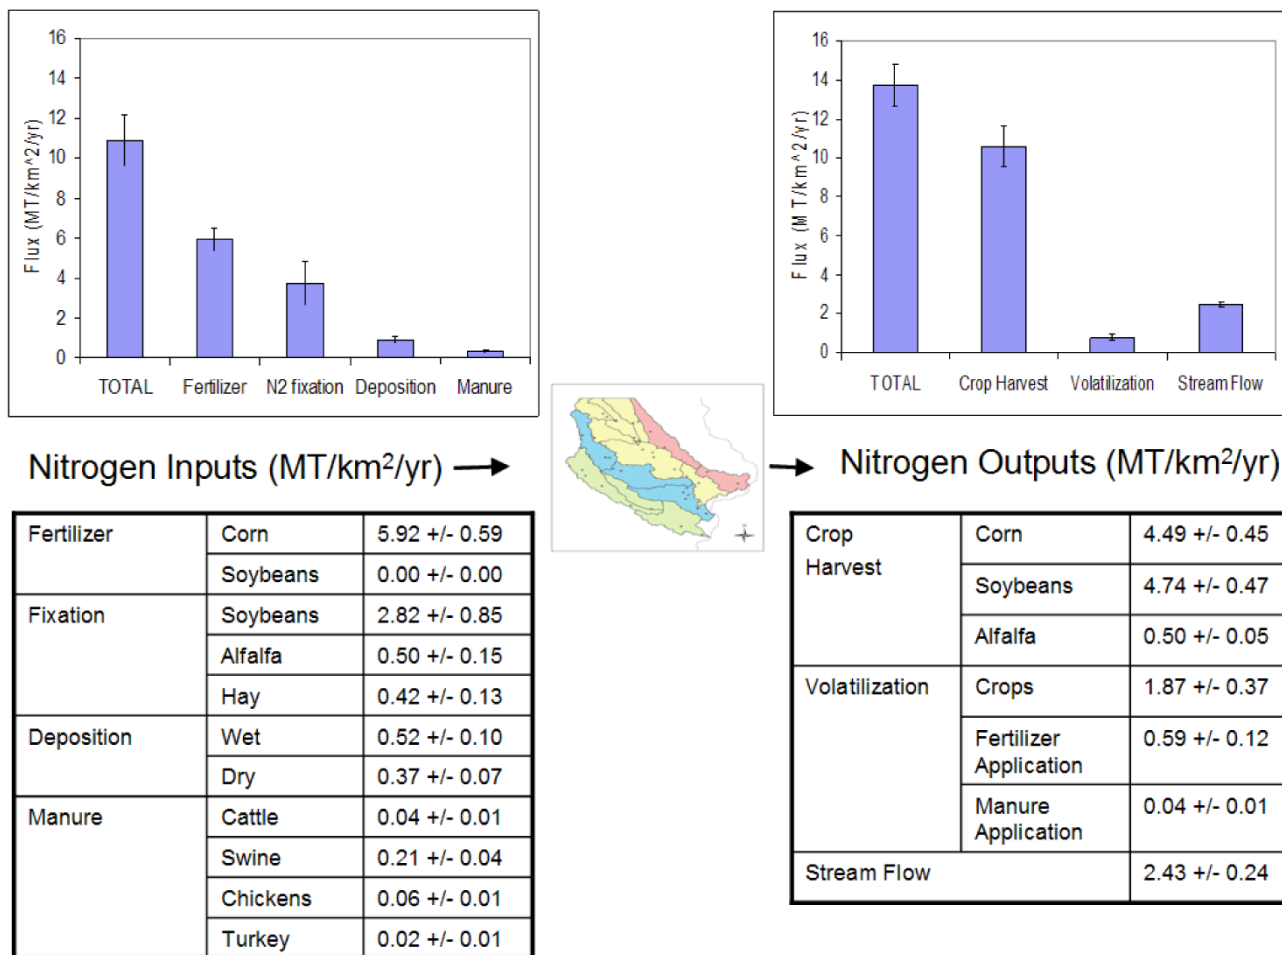 16
14
12
10
8
6
4
2
0
Flux (MT/km^2/yr)
TOTAL Fertilizer N2 fixation Deposition Manure
16
14
12
10
8
6
4
2
0
Flux (MT/km^2/yr)
TOTAL Crop Harvest Volatilization Stream Flow
Nitrogen Inputs (MT/km²/yr)
Nitrogen Outputs (MT/km²/yr)
Fertilizer Corn 5.92 +/- 0.59
Soybeans 0.00 +/- 0.00
Fixation Soybeans 2.82 +/- 0.85
Alfalfa 0.50 +/- 0.15
Hay 0.42 +/- 0.13
Deposition Wet 0.52 +/- 0.10
Dry 0.37 +/- 0.07
Manure Cattle 0.04 +/- 0.01
Swine 0.21 +/- 0.04
Chickens 0.06 +/- 0.01
Turkey 0.02 +/- 0.01
Crop Corn 4.49 +/- 0.45
Harvest
Soybeans 4.74 +/- 0.47
Alfalfa 0.50 +/- 0.05
Volatilization Crops 1.87 +/- 0.37
Fertilizer 0.59 +/- 0.12
Application
Manure 0.04 +/- 0.01
Application
Stream Flow 2.43 +/- 0.24